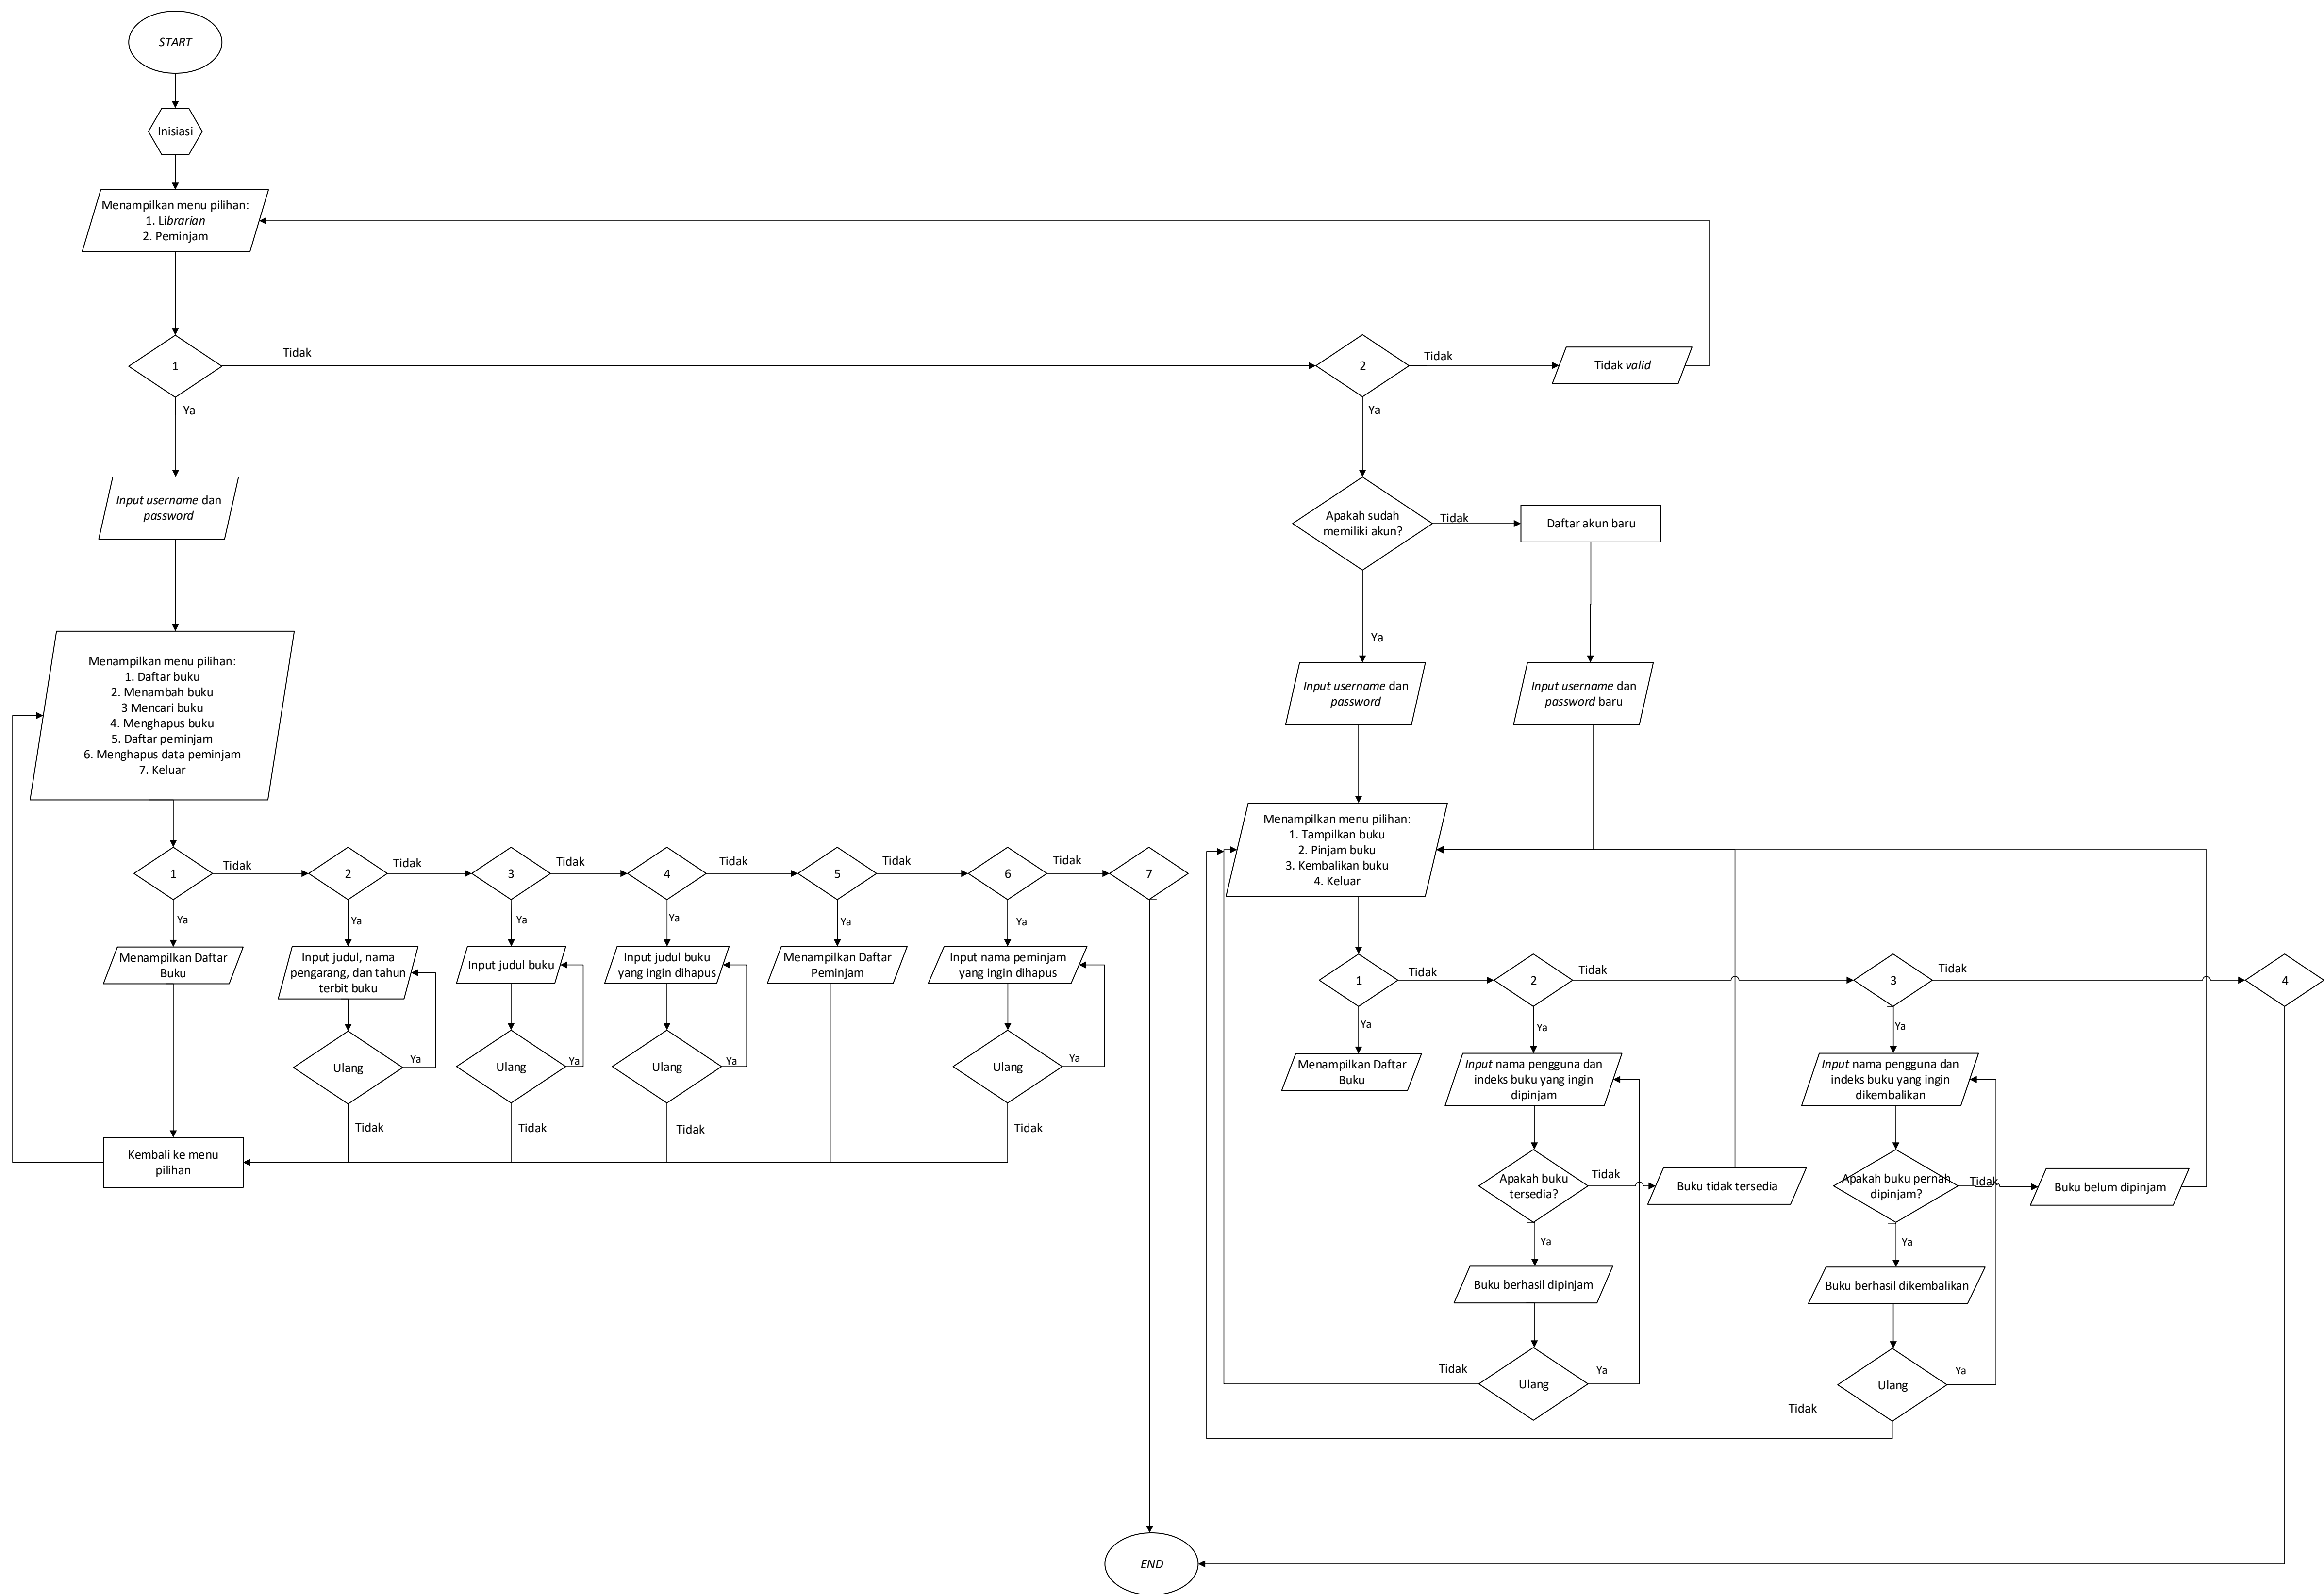 START
Inisiasi
Menampilkan menu pilihan:
1. Librarian
2. Peminjam
1
Tidak
2
Tidak
Tidak valid
Ya
Ya
Input username dan
password
Apakah sudah
memiliki akun?
Tidak
Daftar akun baru
Ya
Input username dan
password
Input username dan
password baru
Menampilkan menu pilihan:
1. Daftar buku
2. Menambah buku
3 Mencari buku
4. Menghapus buku
5. Daftar peminjam
6. Menghapus data peminjam
7. Keluar
1
Tidak
2
Tidak
3
Tidak
4
Tidak
5
Tidak
6
Tidak
7
Ya
Ya
Ya
Ya
Ya
Ya
Menampilkan Daftar
Buku
Input judul, nama
pengarang, dan tahun
terbit buku
Input judul buku
Input judul buku
yang ingin dihapus
Menampilkan Daftar
Peminjam
Input nama peminjam
yang ingin dihapus
Ulang
Ya
Ulang
Ya
Ulang
Ya
Ulang
Ya
Tidak
Tidak
Tidak
Tidak
Kembali ke menu
pilihan
Menampilkan menu pilihan:
1. Tampilkan buku
2. Pinjam buku
3. Kembalikan buku
4. Keluar
1
Tidak
2
Tidak
3
Tidak
4
Ya
Ya
Ya
Menampilkan Daftar
Buku
Input nama pengguna dan
indeks buku yang ingin
dipinjam
Input nama pengguna dan
indeks buku yang ingin
dikembalikan
Apakah buku
tersedia?
Tidak
Buku tidak tersedia
Apakah buku pernah
dipinjam?
Tidak
Buku belum dipinjam
Ya
Ya
Buku berhasil dipinjam
Buku berhasil dikembalikan
Tidak
Ulang
Ya
Ulang
Ya
Tidak
END